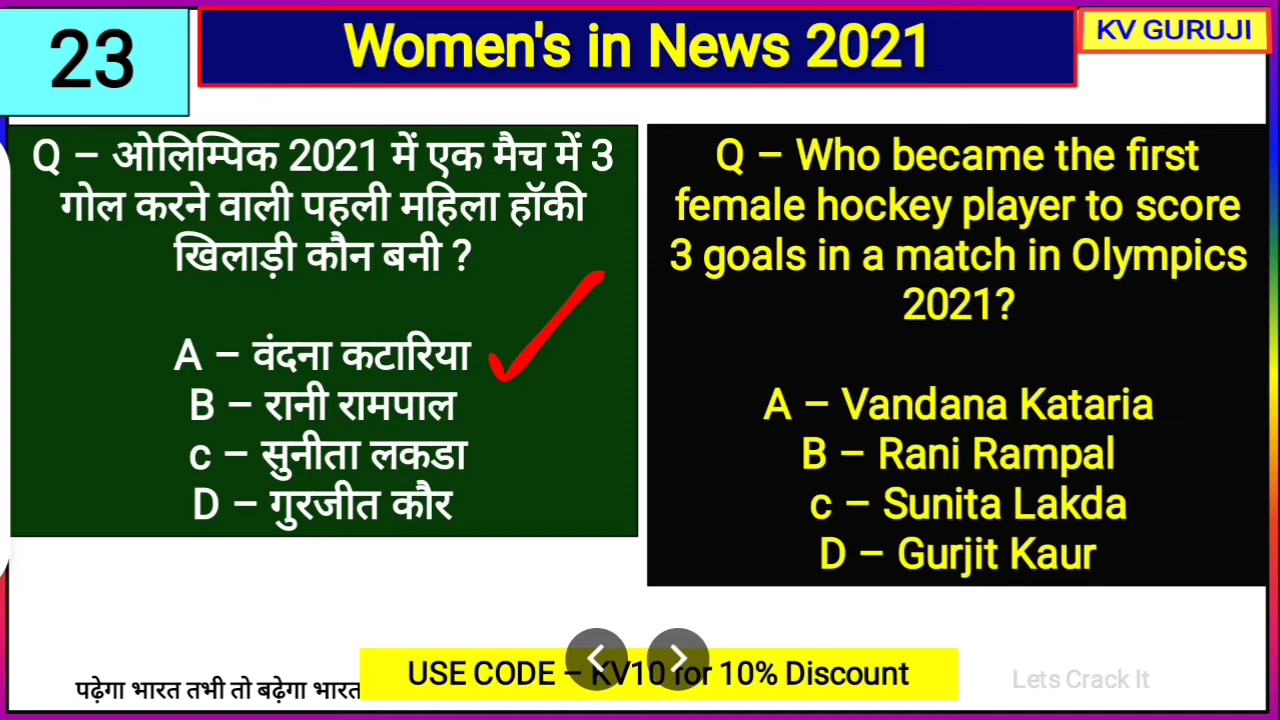 23
Women's in News 2021
KV GURUJI
Q – ओलिम्पिक 2021 में एक मैच में 3
गोल करने वाली पहली महिला हॉकी
खिलाड़ी कौन बनी ?
A – वंदना कटारिया
B – रानी रामपाल
c – सुनीता लकडा
D – गुरजीत कौर
Q – Who became the first
female hockey player to score
3 goals in a match in Olympics
2021?
A – Vandana Kataria
B – Rani Rampal
c – Sunita Lakda
D – Gurjit Kaur
पढ़ेगा भारत तभी तो बढ़ेगा भारत
USE CODE – KV10 for 10% Discount
Lets Crack It